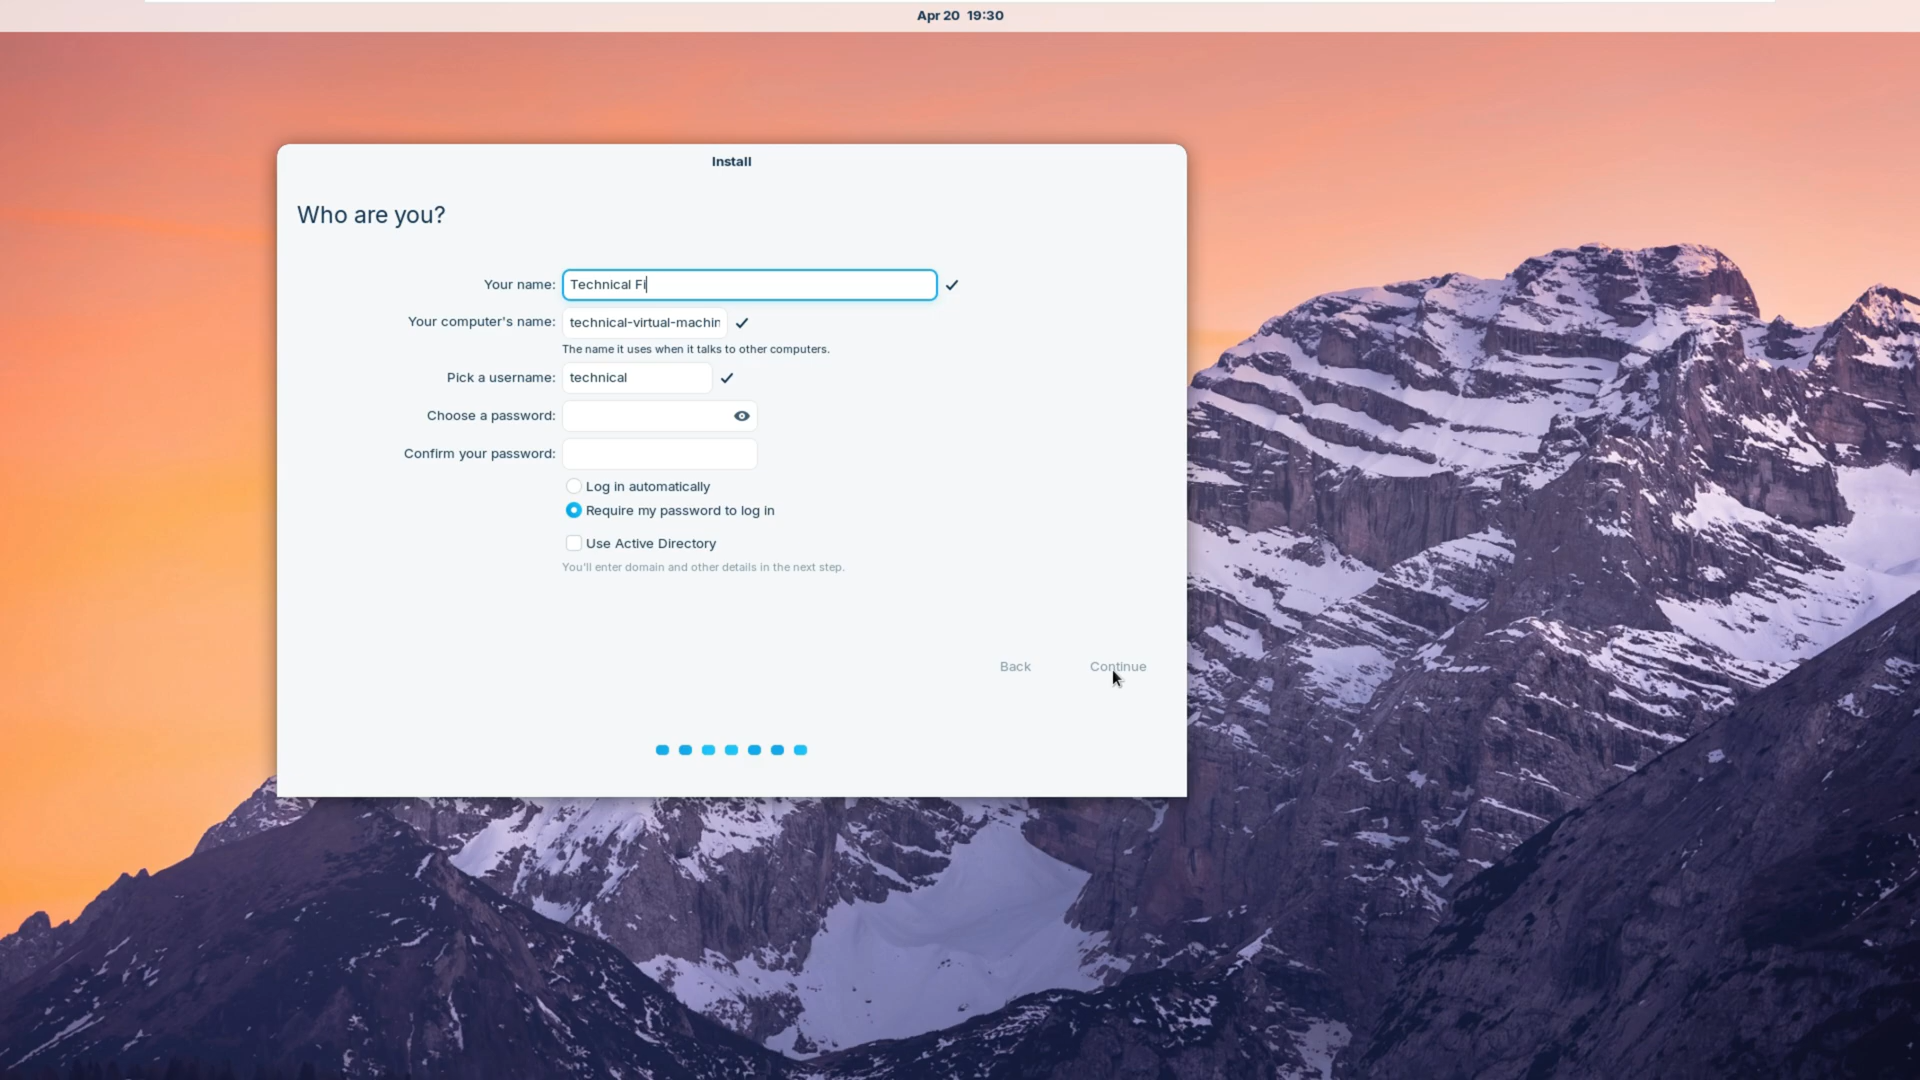 Apr 20 19:30
Install
Who are you?
Your name: Technical Fi
Your computer's name: technical-virtual-machin
The name it uses when it talks to other computers.
Pick a username: technical
Choose a password:
Confirm your password:
Log in automatically
Require my password to log in
Use Active Directory
You'll enter domain and other details in the next step.
Back Continue